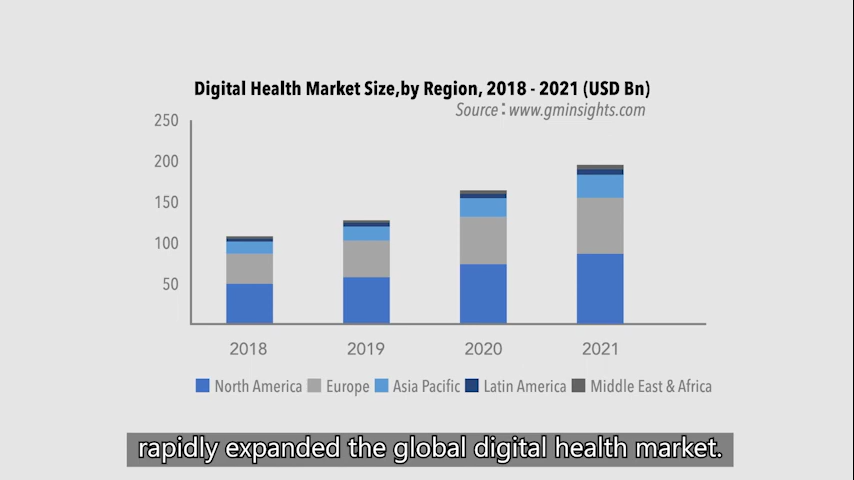 Digital Health Market Size,by Region, 2018 - 2021 (USD Bn)
Source：www.gminsights.com
250
200
150
100
50
2018 2019 2020 2021
North America Europe Asia Pacific Latin America Middle East & Africa
rapidly expanded the global digital health market.